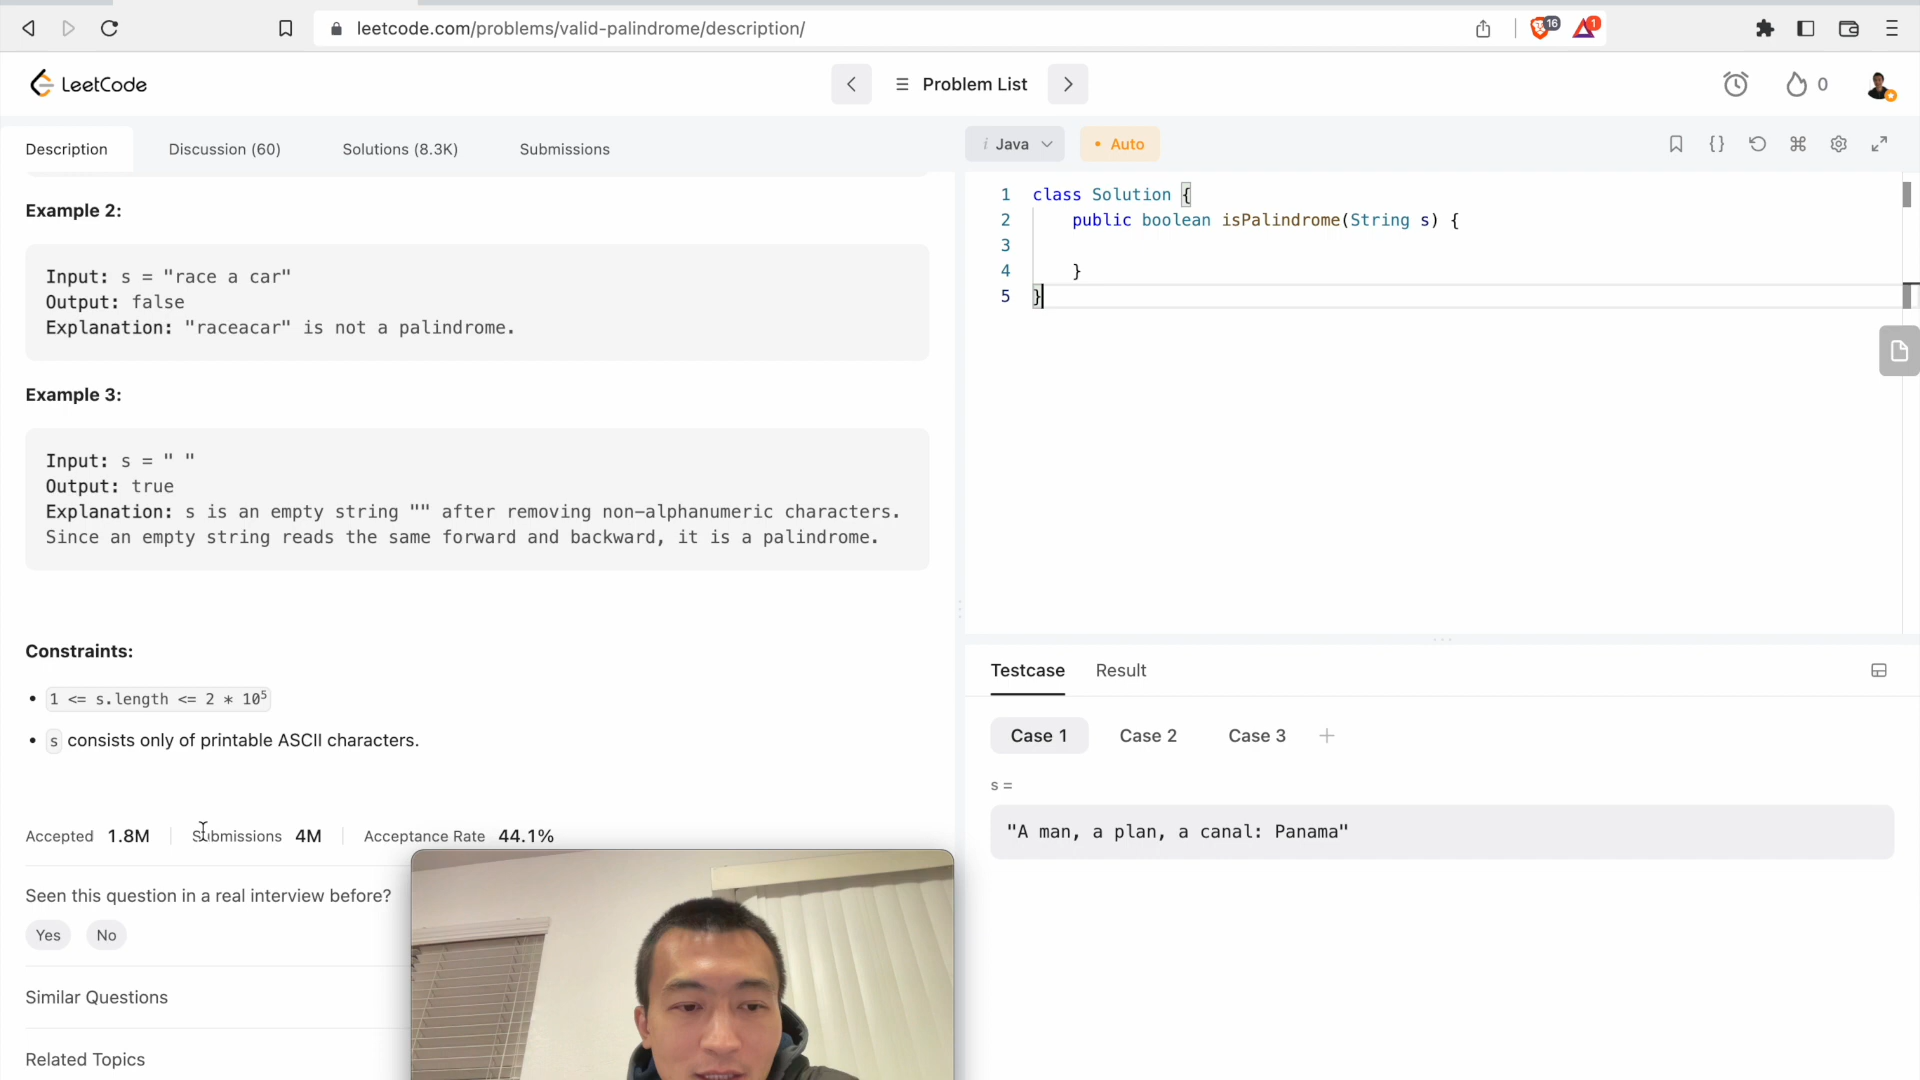 leetcode.com/problems/valid-palindrome/description/
16
1
LeetCode
Problem List
0
Description
Discussion (60)
Solutions (8.3K)
Submissions
Example 2:
Input: s = "race a car"
Output: false
Explanation: "raceacar" is not a palindrome.
Example 3:
Input: s = " "
Output: true
Explanation: s is an empty string "" after removing non-alphanumeric characters.
Since an empty string reads the same forward and backward, it is a palindrome.
Constraints:
• 1 <= s.length <= 2 * 10⁵
• s consists only of printable ASCII characters.
Accepted 1.8M
Submissions 4M
Acceptance Rate 44.1%
Seen this question in a real interview before?
Yes No
Similar Questions
Related Topics
i Java
• Auto
{}
1 class Solution {
2     public boolean isPalindrome(String s) {
3
4     }
5 }
Testcase
Result
Case 1
Case 2
Case 3
+
s =
"A man, a plan, a canal: Panama"